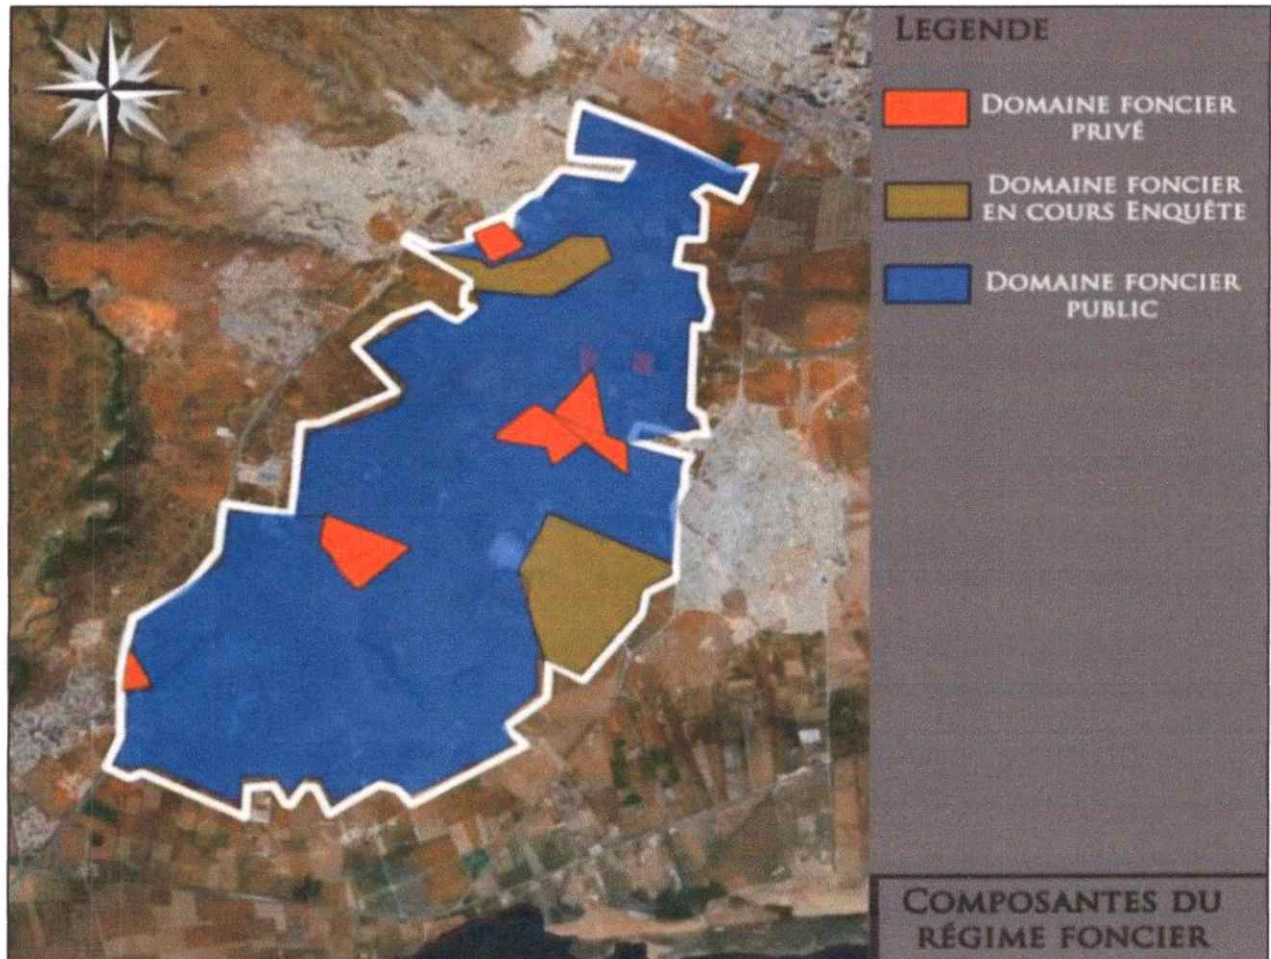 LEGENDE
DOMAINE FONCIER
PRIVÉ
DOMAINE FONCIER
EN COURS ENQUÊTE
DOMAINE FONCIER
PUBLIC
COMPOSANTES DU
RÉGIME FONCIER